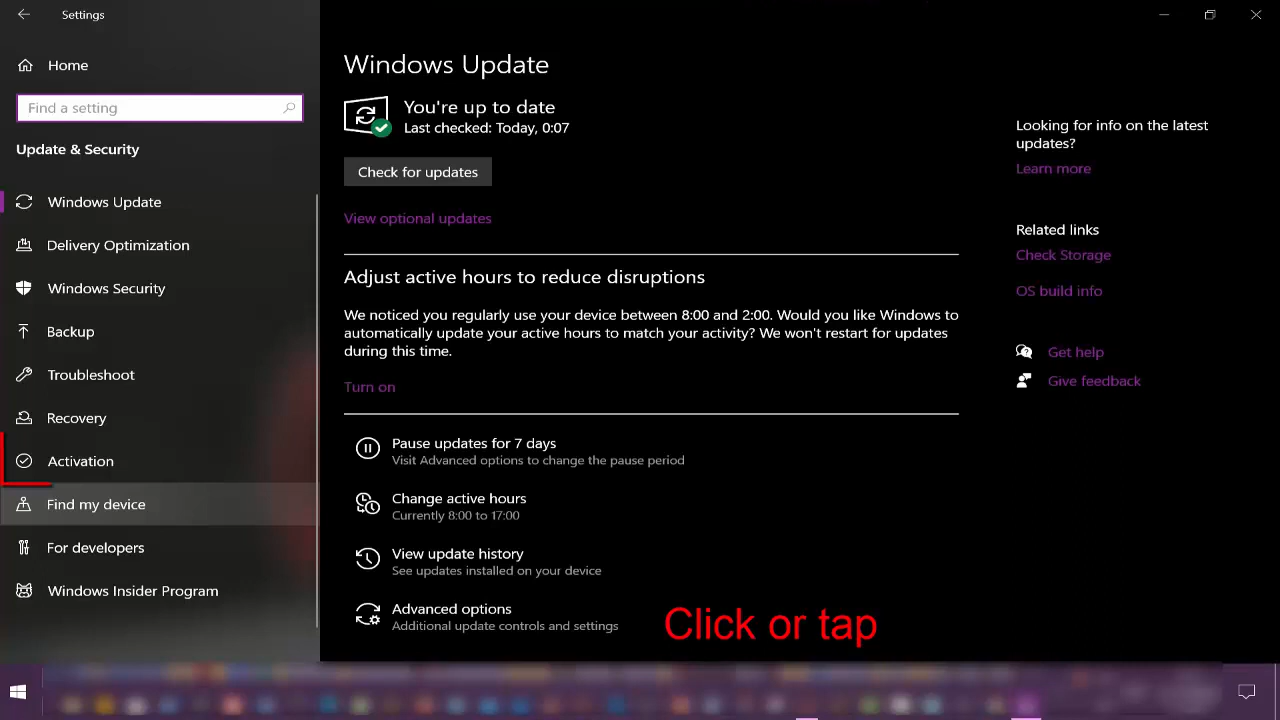 Settings
Home
Find a setting
Update & Security
Windows Update
Delivery Optimization
Windows Security
Backup
Troubleshoot
Recovery
Activation
Find my device
For developers
Windows Insider Program
Windows Update
You're up to date
Last checked: Today, 0:07
Check for updates
View optional updates
Adjust active hours to reduce disruptions
We noticed you regularly use your device between 8:00 and 2:00. Would you like Windows to
automatically update your active hours to match your activity? We won't restart for updates
during this time.
Turn on
Pause updates for 7 days
Visit Advanced options to change the pause period
Change active hours
Currently 8:00 to 17:00
View update history
See updates installed on your device
Advanced options
Additional update controls and settings
Click or tap
Looking for info on the latest
updates?
Learn more
Related links
Check Storage
OS build info
Get help
Give feedback